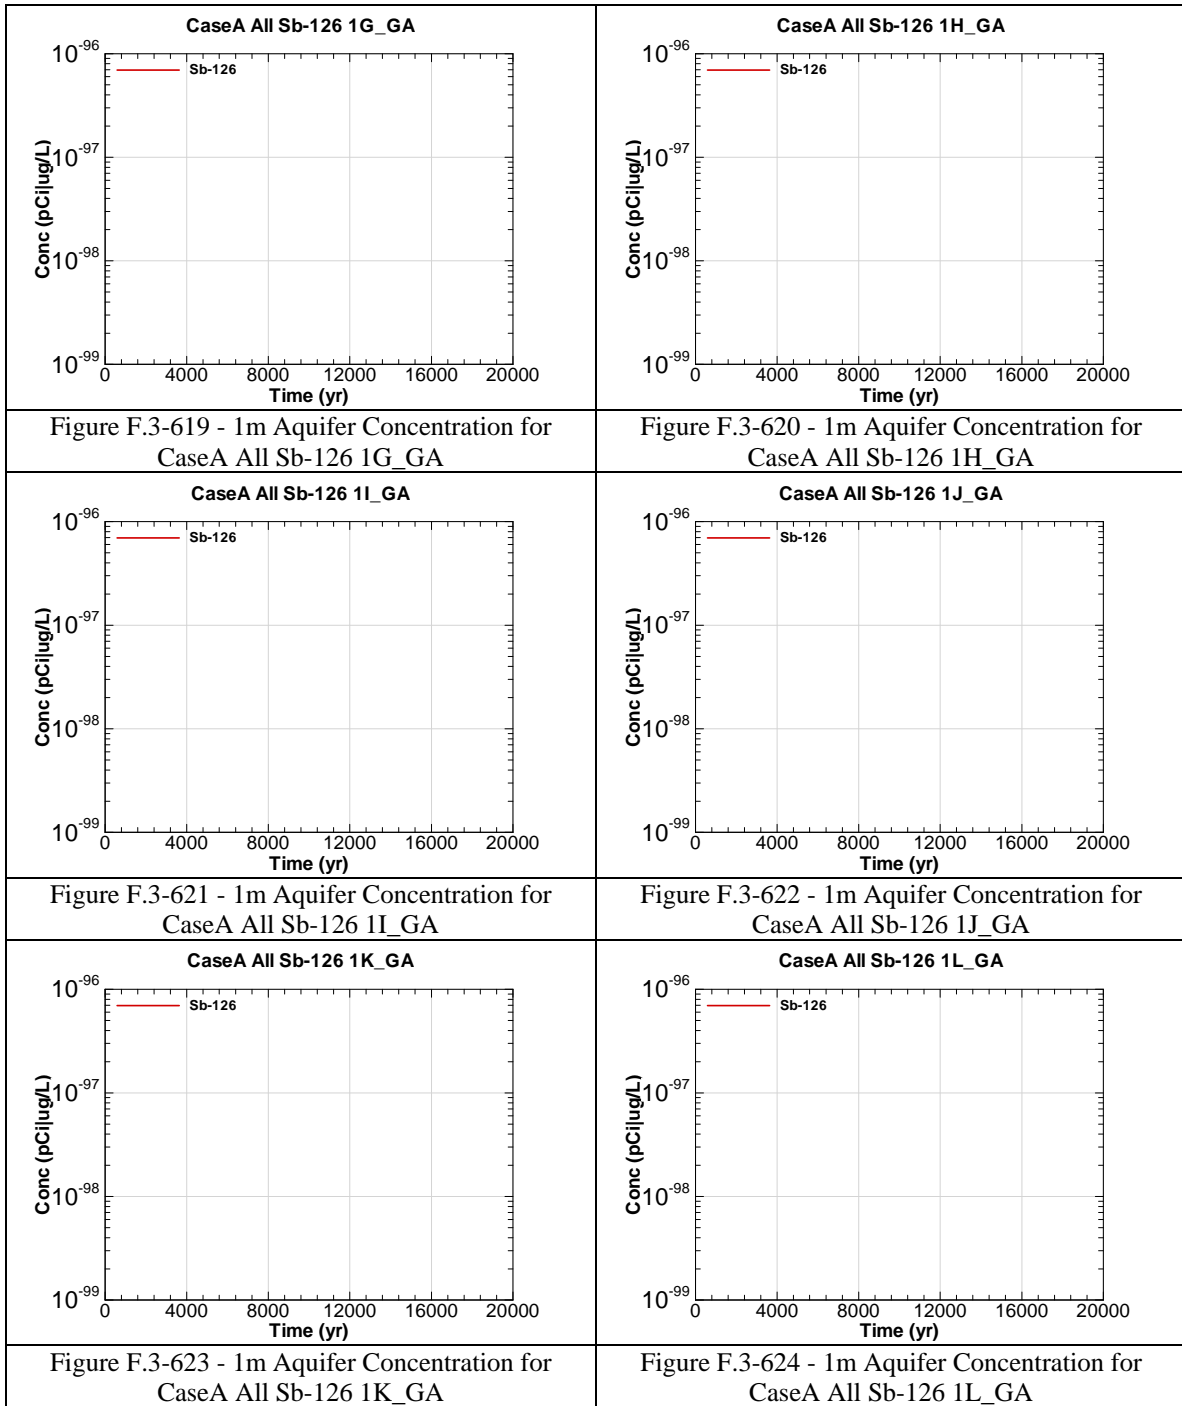 CaseA All Sb-126 1G_GA
10-96
Sb-126
10-97
Conc (pCi|ug/L)
10-98
10-99
0 4000 8000 12000 16000 20000
Time (yr)
Figure F.3-619 - 1m Aquifer Concentration for
CaseA All Sb-126 1G_GA
CaseA All Sb-126 1H_GA
10-96
Sb-126
10-97
Conc (pCi|ug/L)
10-98
10-99
0 4000 8000 12000 16000 20000
Time (yr)
Figure F.3-620 - 1m Aquifer Concentration for
CaseA All Sb-126 1H_GA
CaseA All Sb-126 1I_GA
10-96
Sb-126
10-97
Conc (pCi|ug/L)
10-98
10-99
0 4000 8000 12000 16000 20000
Time (yr)
Figure F.3-621 - 1m Aquifer Concentration for
CaseA All Sb-126 1I_GA
CaseA All Sb-126 1J_GA
10-96
Sb-126
10-97
Conc (pCi|ug/L)
10-98
10-99
0 4000 8000 12000 16000 20000
Time (yr)
Figure F.3-622 - 1m Aquifer Concentration for
CaseA All Sb-126 1J_GA
CaseA All Sb-126 1K_GA
10-96
Sb-126
10-97
Conc (pCi|ug/L)
10-98
10-99
0 4000 8000 12000 16000 20000
Time (yr)
Figure F.3-623 - 1m Aquifer Concentration for
CaseA All Sb-126 1K_GA
CaseA All Sb-126 1L_GA
10-96
Sb-126
10-97
Conc (pCi|ug/L)
10-98
10-99
0 4000 8000 12000 16000 20000
Time (yr)
Figure F.3-624 - 1m Aquifer Concentration for
CaseA All Sb-126 1L_GA